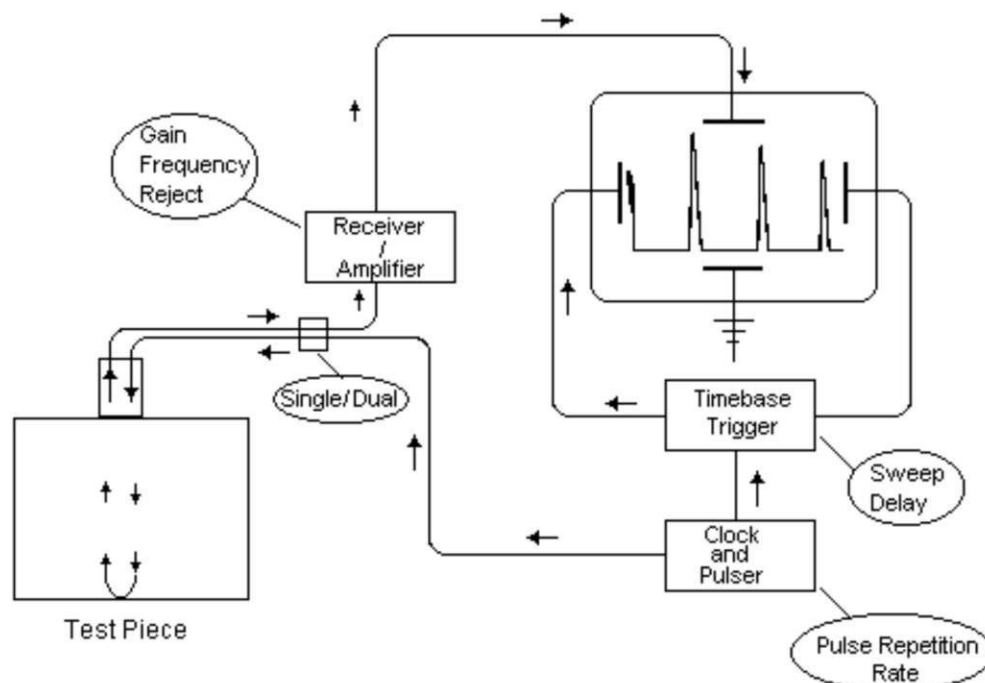 Gain
Frequency
Reject
Receiver
/
Amplifier
Single/Dual
Timebase
Trigger
Sweep
Delay
Clock
and
Pulser
Test Piece
Pulse Repetition
Rate